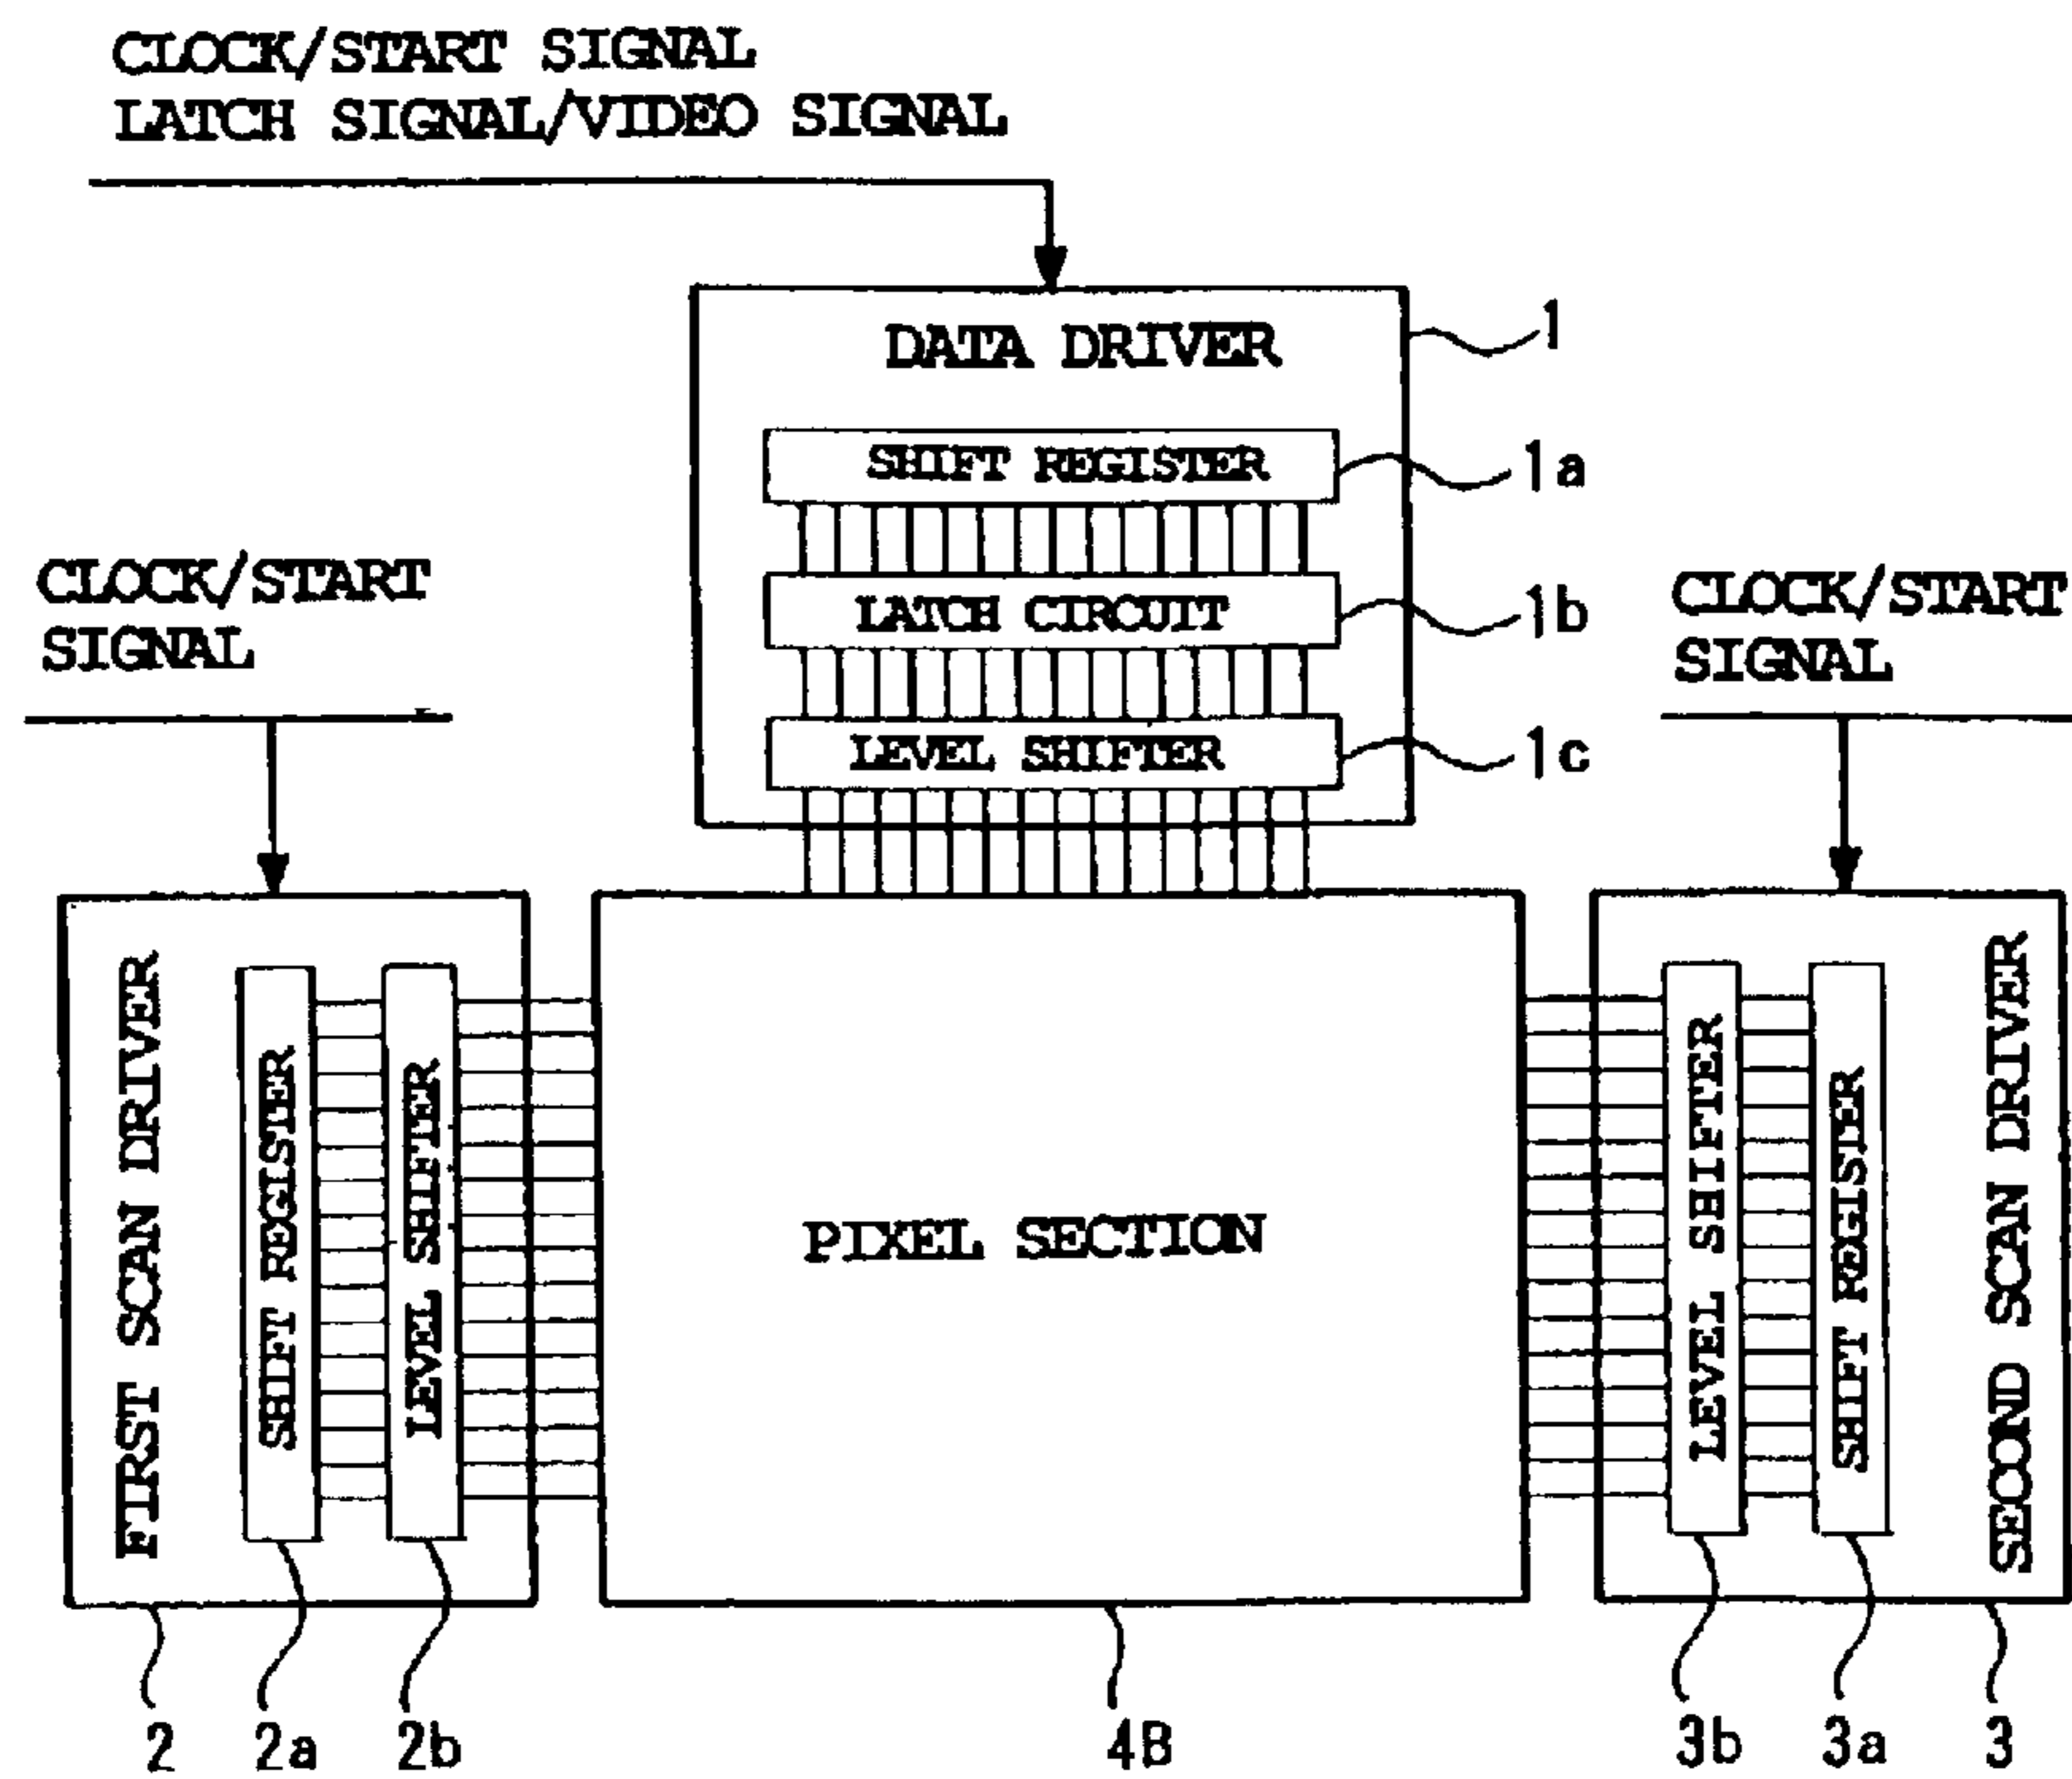 CLOCK/START SIGNAL
LATCH SIGNAL/VIDEO SIGNAL
DATA DRIVER
1
SHIFT REGISTER
1a
LATCH CIRCUIT
1b
LEVEL SHIFTER
1c
CLOCK/START
SIGNAL
CLOCK/START
SIGNAL
FIRST SCAN DRIVER
SHIFT REGISTER
LEVEL SHIFTER
PIXEL SECTION
LEVEL SHIFTER
SHIFT REGISTER
SECOND SCAN DRIVER
2
2a
2b
4B
3b
3a
3